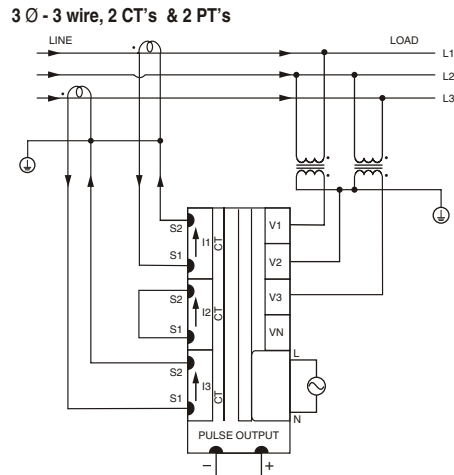 3 Ø - 3 wire, 2 CT's & 2 PT's
LINE LOAD
L1
L2
L3
S2 I1 CT V1
S1
V2
S2 I2 CT V3
S1
VN
S2 L
I3 CT
S1 N
PULSE OUTPUT
− +